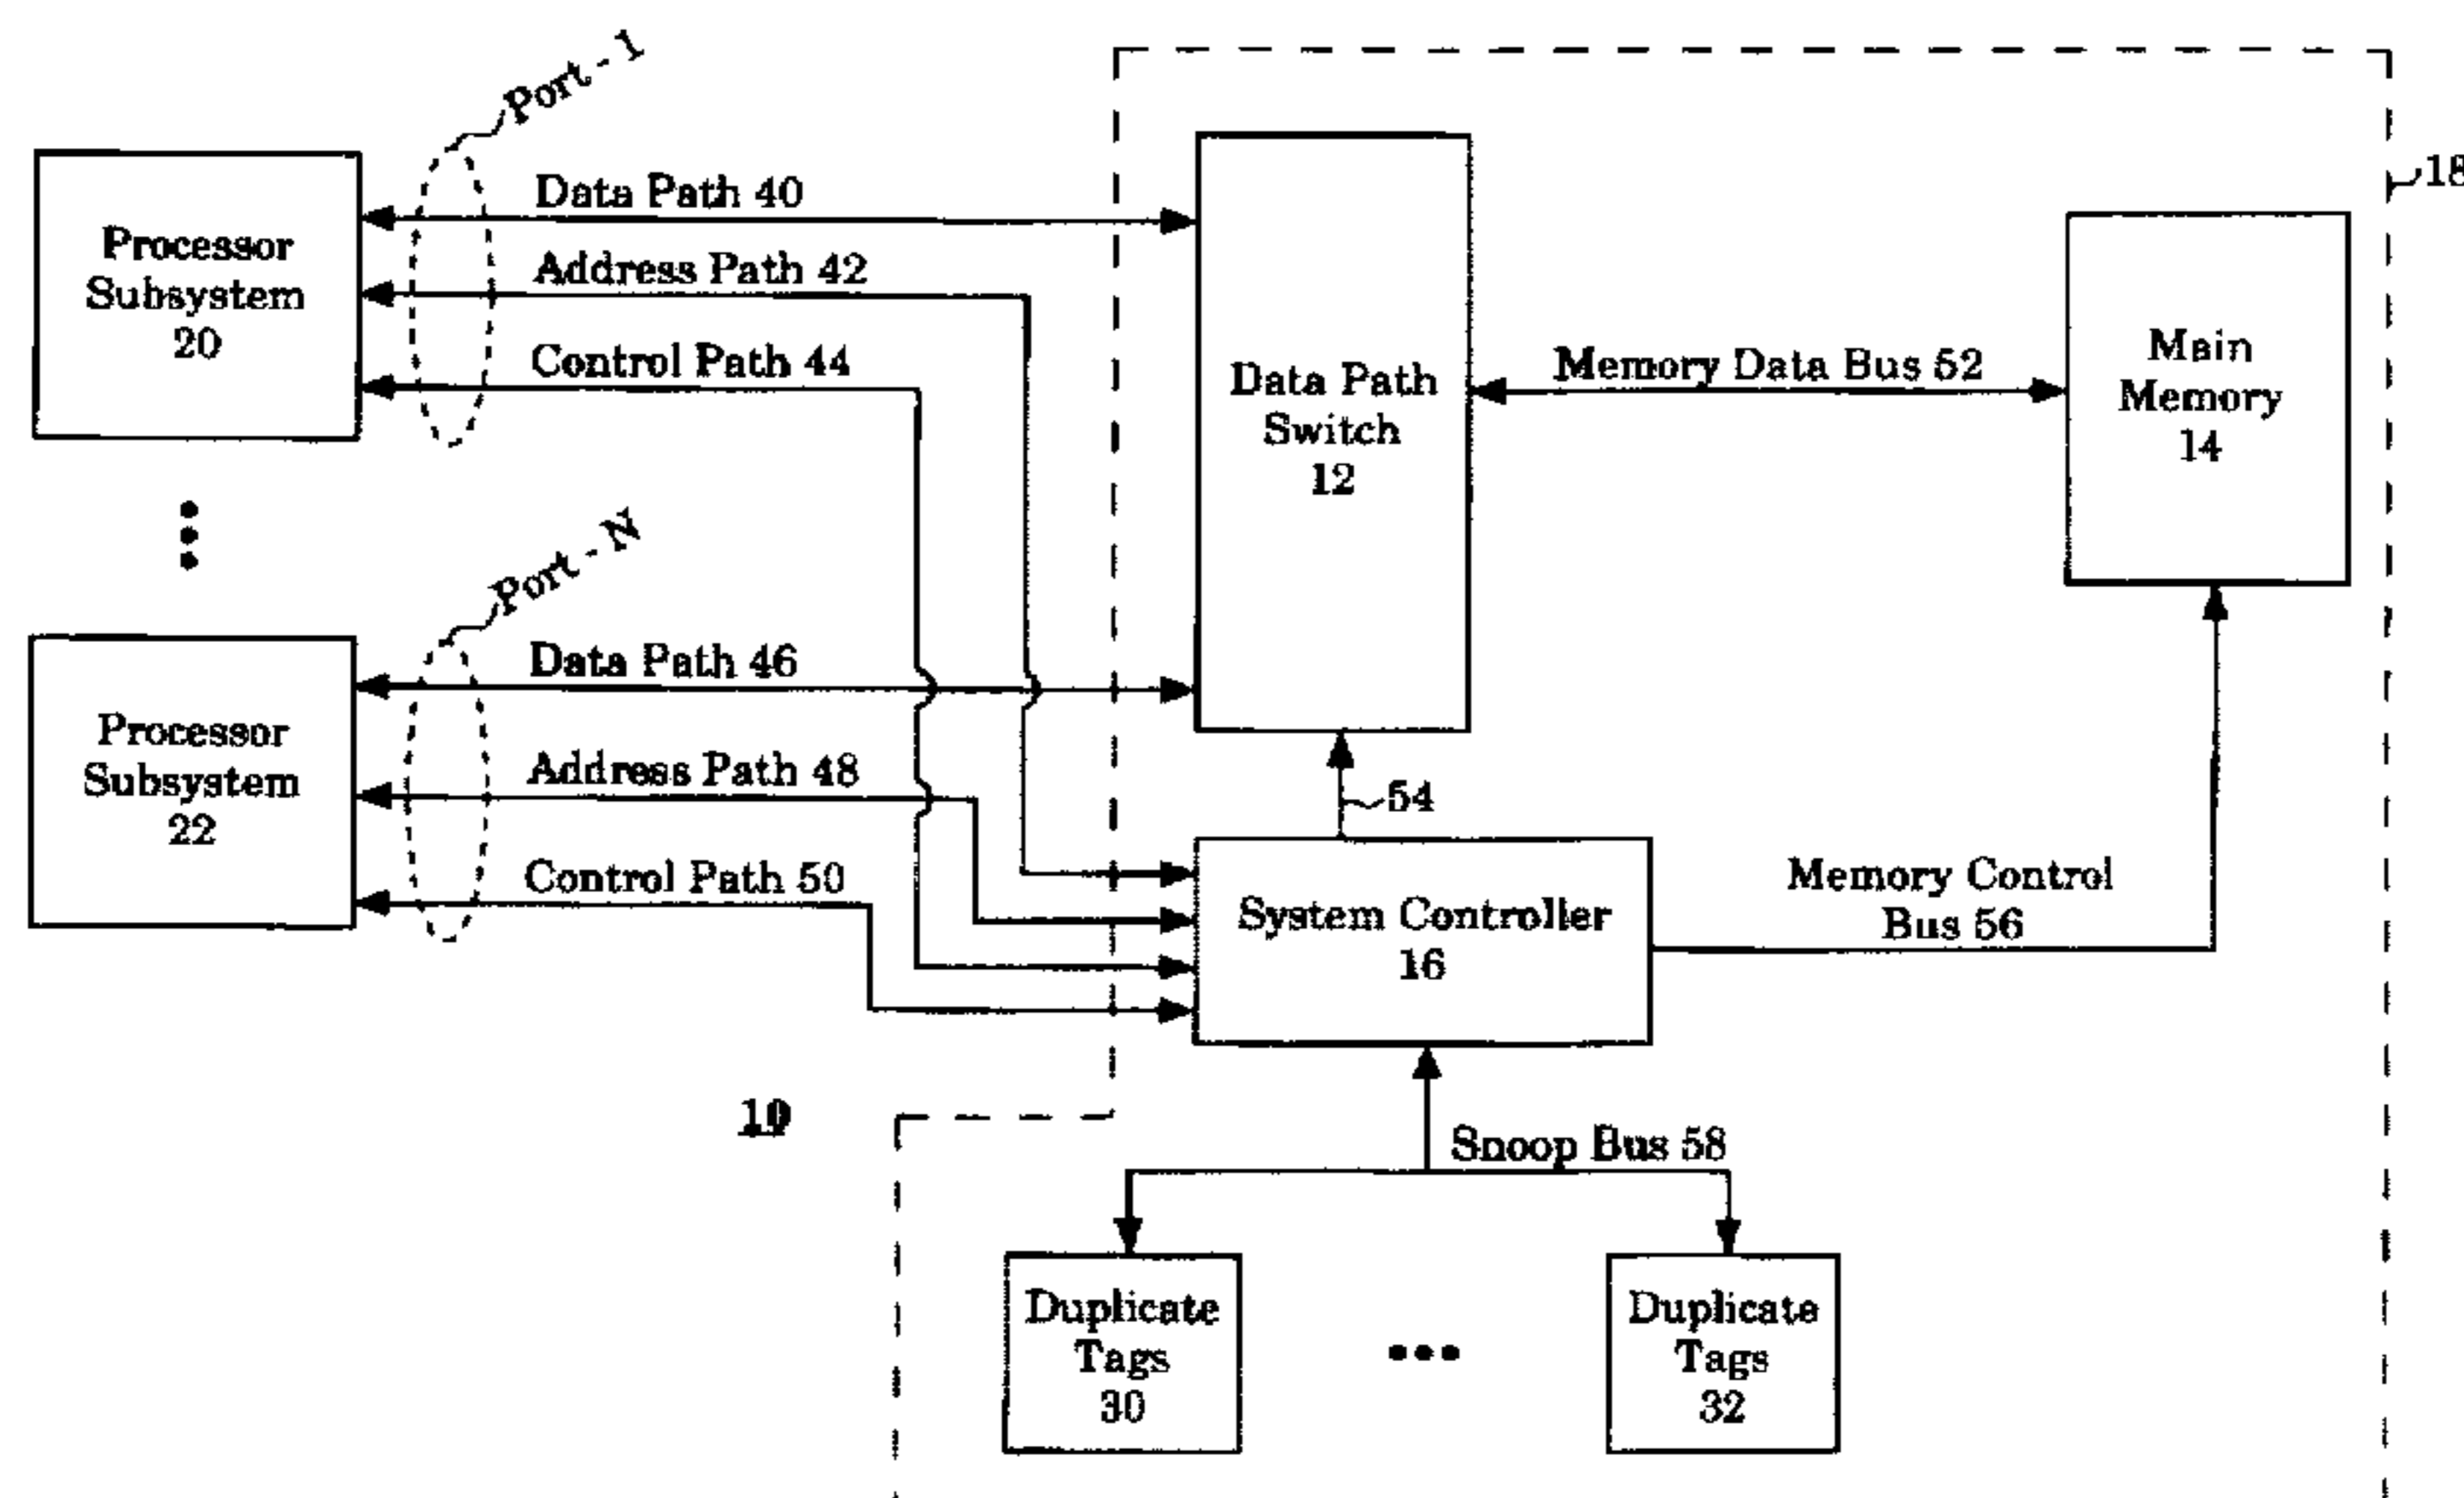 Port - 1
18
Data Path 40
Processor
Subsystem
20
Address Path 42
Control Path 44
Data Path
Switch
12
Memory Data Bus 52
Main
Memory
14
Port - N
Data Path 46
Processor
Subsystem
22
Address Path 48
54
Control Path 50
System Controller
16
Memory Control
Bus 56
10
Snoop Bus 58
Duplicate
Tags
30
Duplicate
Tags
32